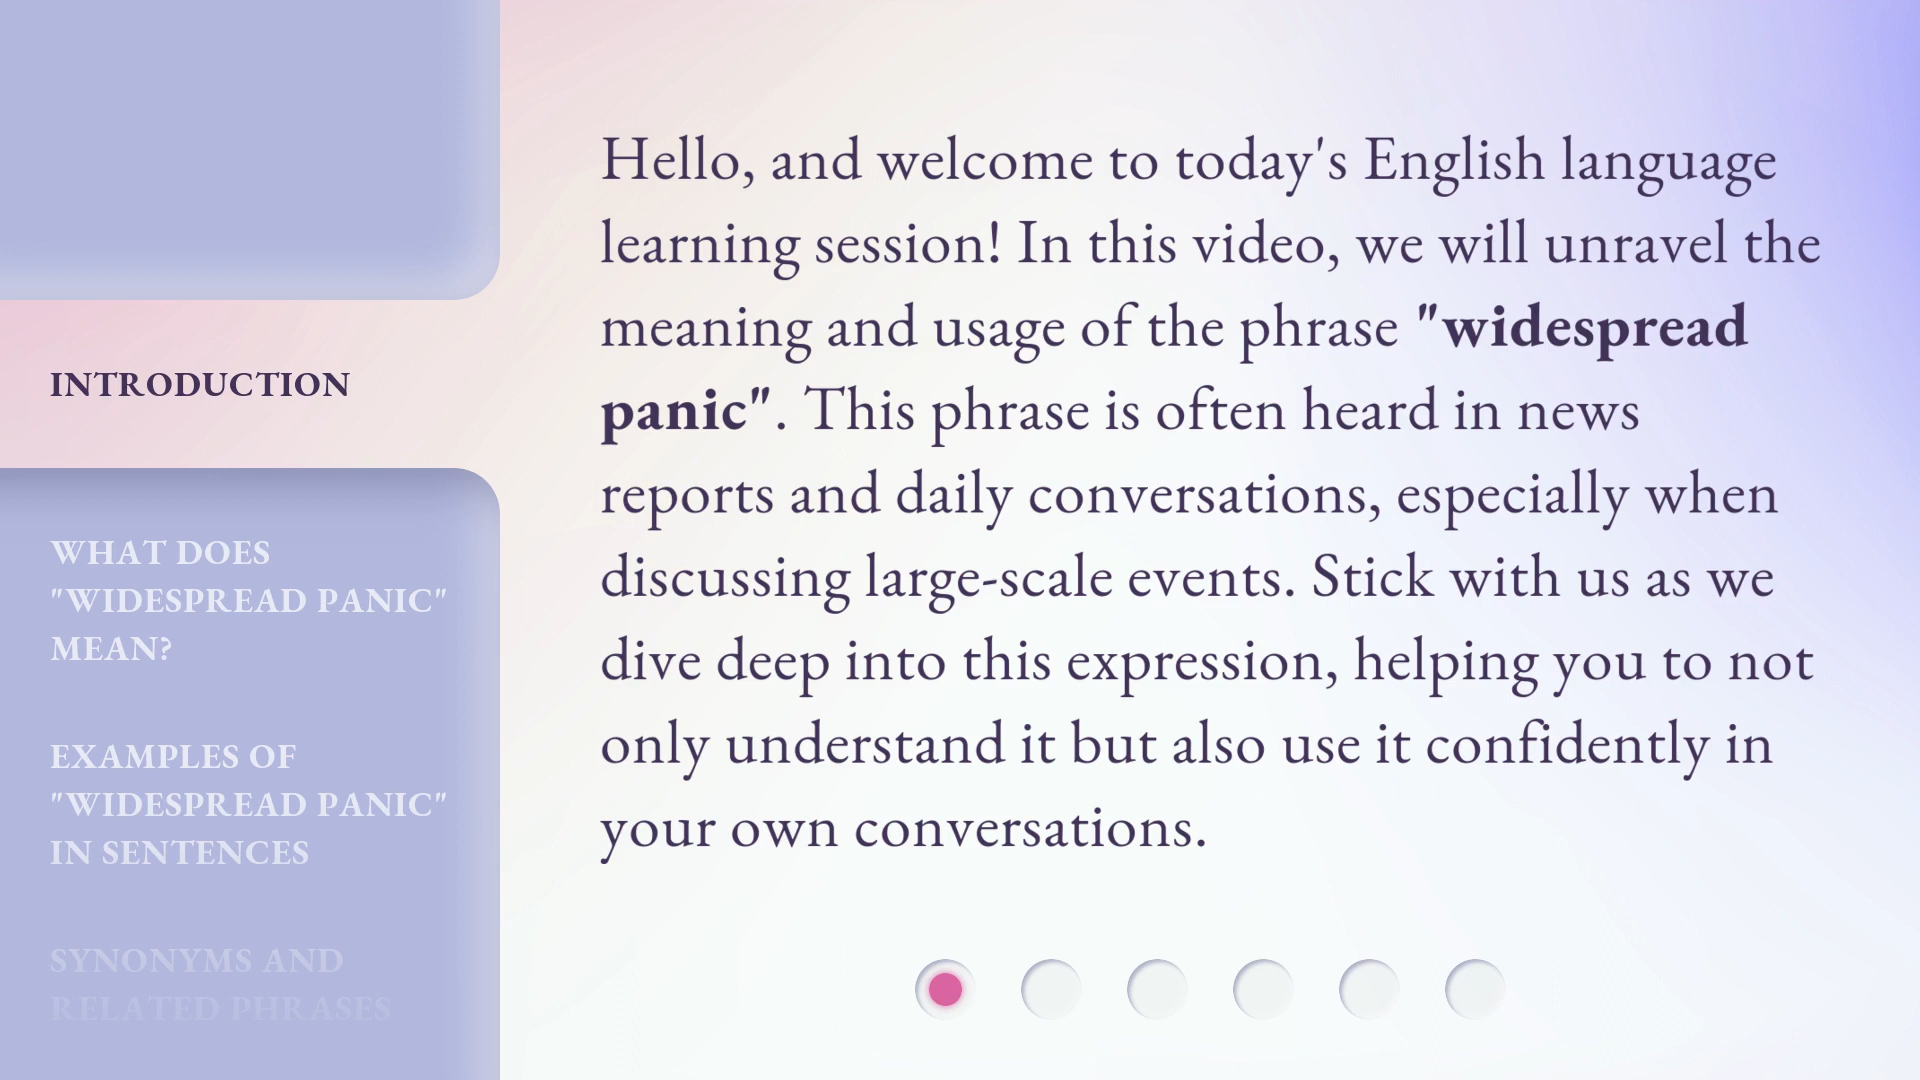 INTRODUCTION
WHAT DOES
"WIDESPREAD PANIC"
MEAN?
EXAMPLES OF
"WIDESPREAD PANIC"
IN SENTENCES
SYNONYMS AND
RELATED PHRASES
Hello, and welcome to today's English language
learning session! In this video, we will unravel the
meaning and usage of the phrase "widespread
panic". This phrase is often heard in news
reports and daily conversations, especially when
discussing large-scale events. Stick with us as we
dive deep into this expression, helping you to not
only understand it but also use it confidently in
your own conversations.